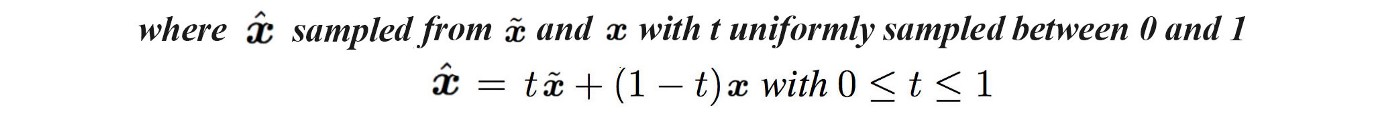 where x̂ sampled from x̃ and x with t uniformly sampled between 0 and 1
x̂ = tx̃ + (1 − t)x with 0 ≤ t ≤ 1